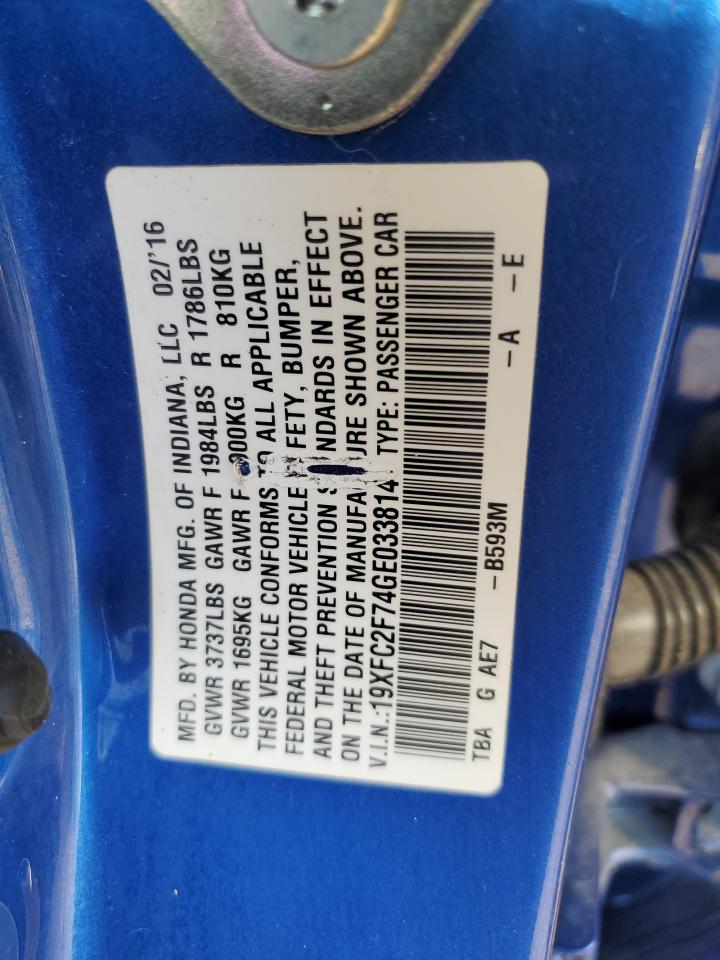 MFD. BY HONDA MFG. OF INDIANA, LLC 02/'16
GVWR 3737LBS GAWR F 1984LBS R 1786LBS
GVWR 1695KG GAWR F 900KG R 810KG
THIS VEHICLE CONFORMS TO ALL APPLICABLE
FEDERAL MOTOR VEHICLE FETY, BUMPER,
AND THEFT PREVENTION S NDARDS IN EFFECT
ON THE DATE OF MANUFA URE SHOWN ABOVE.
V.I.N.:19XFC2F74GE033814 TYPE: PASSENGER CAR
TBA G AE7 -B593M -A -E